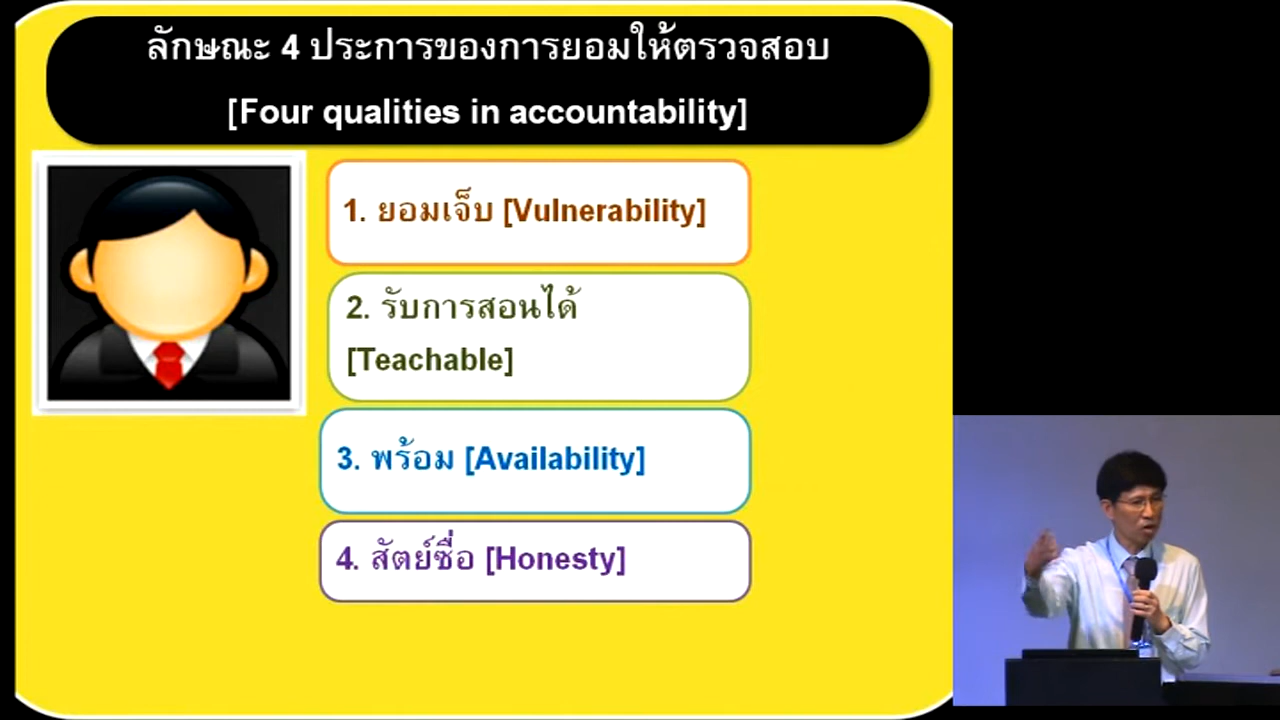 ลักษณะ 4 ประการของการยอมให้ตรวจสอบ
[Four qualities in accountability]
1. ยอมเจ็บ [Vulnerability]
2. รับการสอนได้
[Teachable]
3. พร้อม [Availability]
4. สัตย์ซื่อ [Honesty]